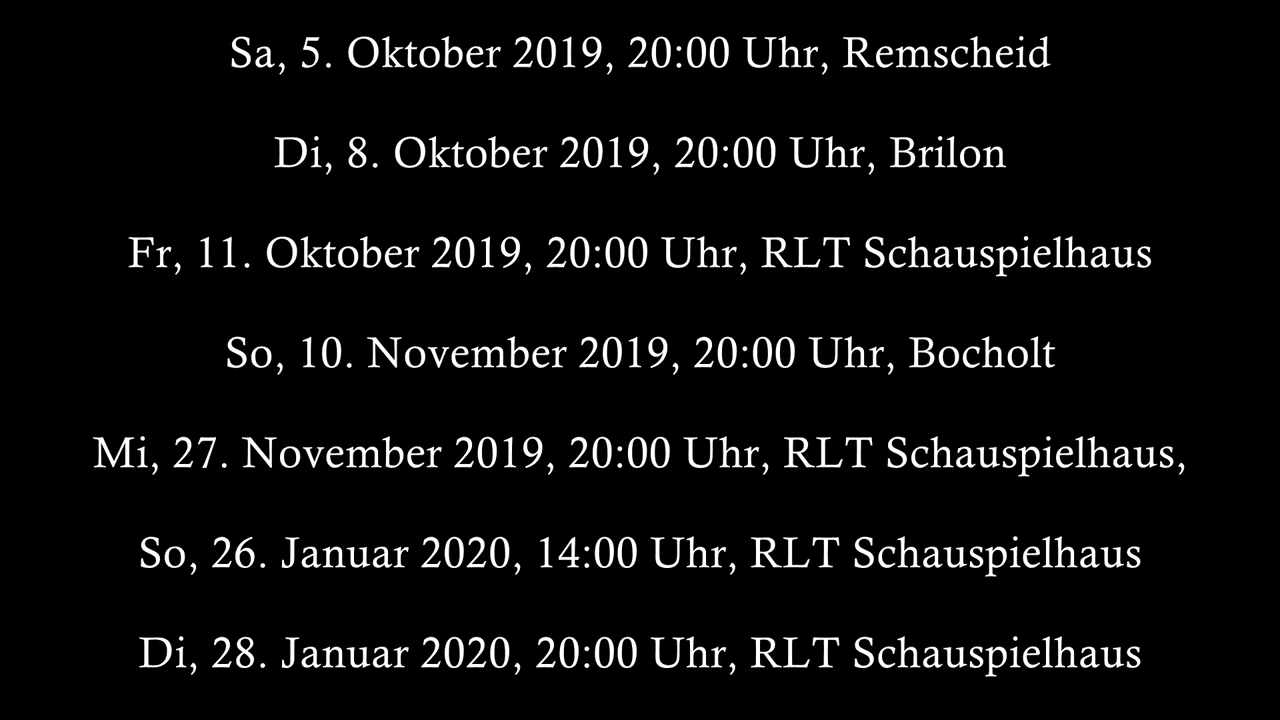 Sa, 5. Oktober 2019, 20:00 Uhr, Remscheid
Di, 8. Oktober 2019, 20:00 Uhr, Brilon
Fr, 11. Oktober 2019, 20:00 Uhr, RLT Schauspielhaus
So, 10. November 2019, 20:00 Uhr, Bocholt
Mi, 27. November 2019, 20:00 Uhr, RLT Schauspielhaus,
So, 26. Januar 2020, 14:00 Uhr, RLT Schauspielhaus
Di, 28. Januar 2020, 20:00 Uhr, RLT Schauspielhaus